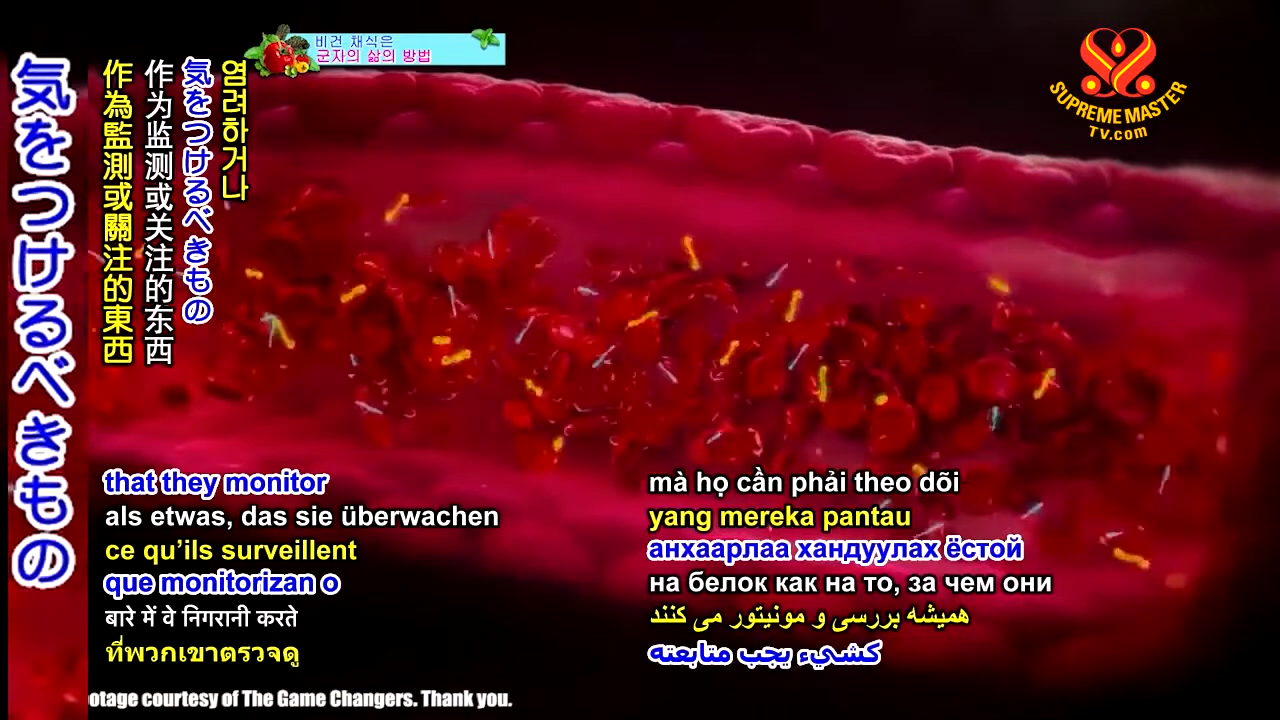 비건 채식은
군자의 삶의 방법
SUPREME MASTER
TV.com
気をつけるべきもの
作為監測或關注的東西
作为监测或关注的东西
気をつけるべきもの
염려하거나
that they monitor
als etwas, das sie überwachen
ce qu’ils surveillent
que monitorizan o
बारे में वे निगरानी करते
ที่พวกเขาตรวจดู
mà họ cần phải theo dõi
yang mereka pantau
анхаарлаа хандуулах ёстой
на белок как на то, за чем они
همیشه بررسی و مونیتور می کنند
كشيء يجب متابعته
ootage courtesy of The Game Changers. Thank you.